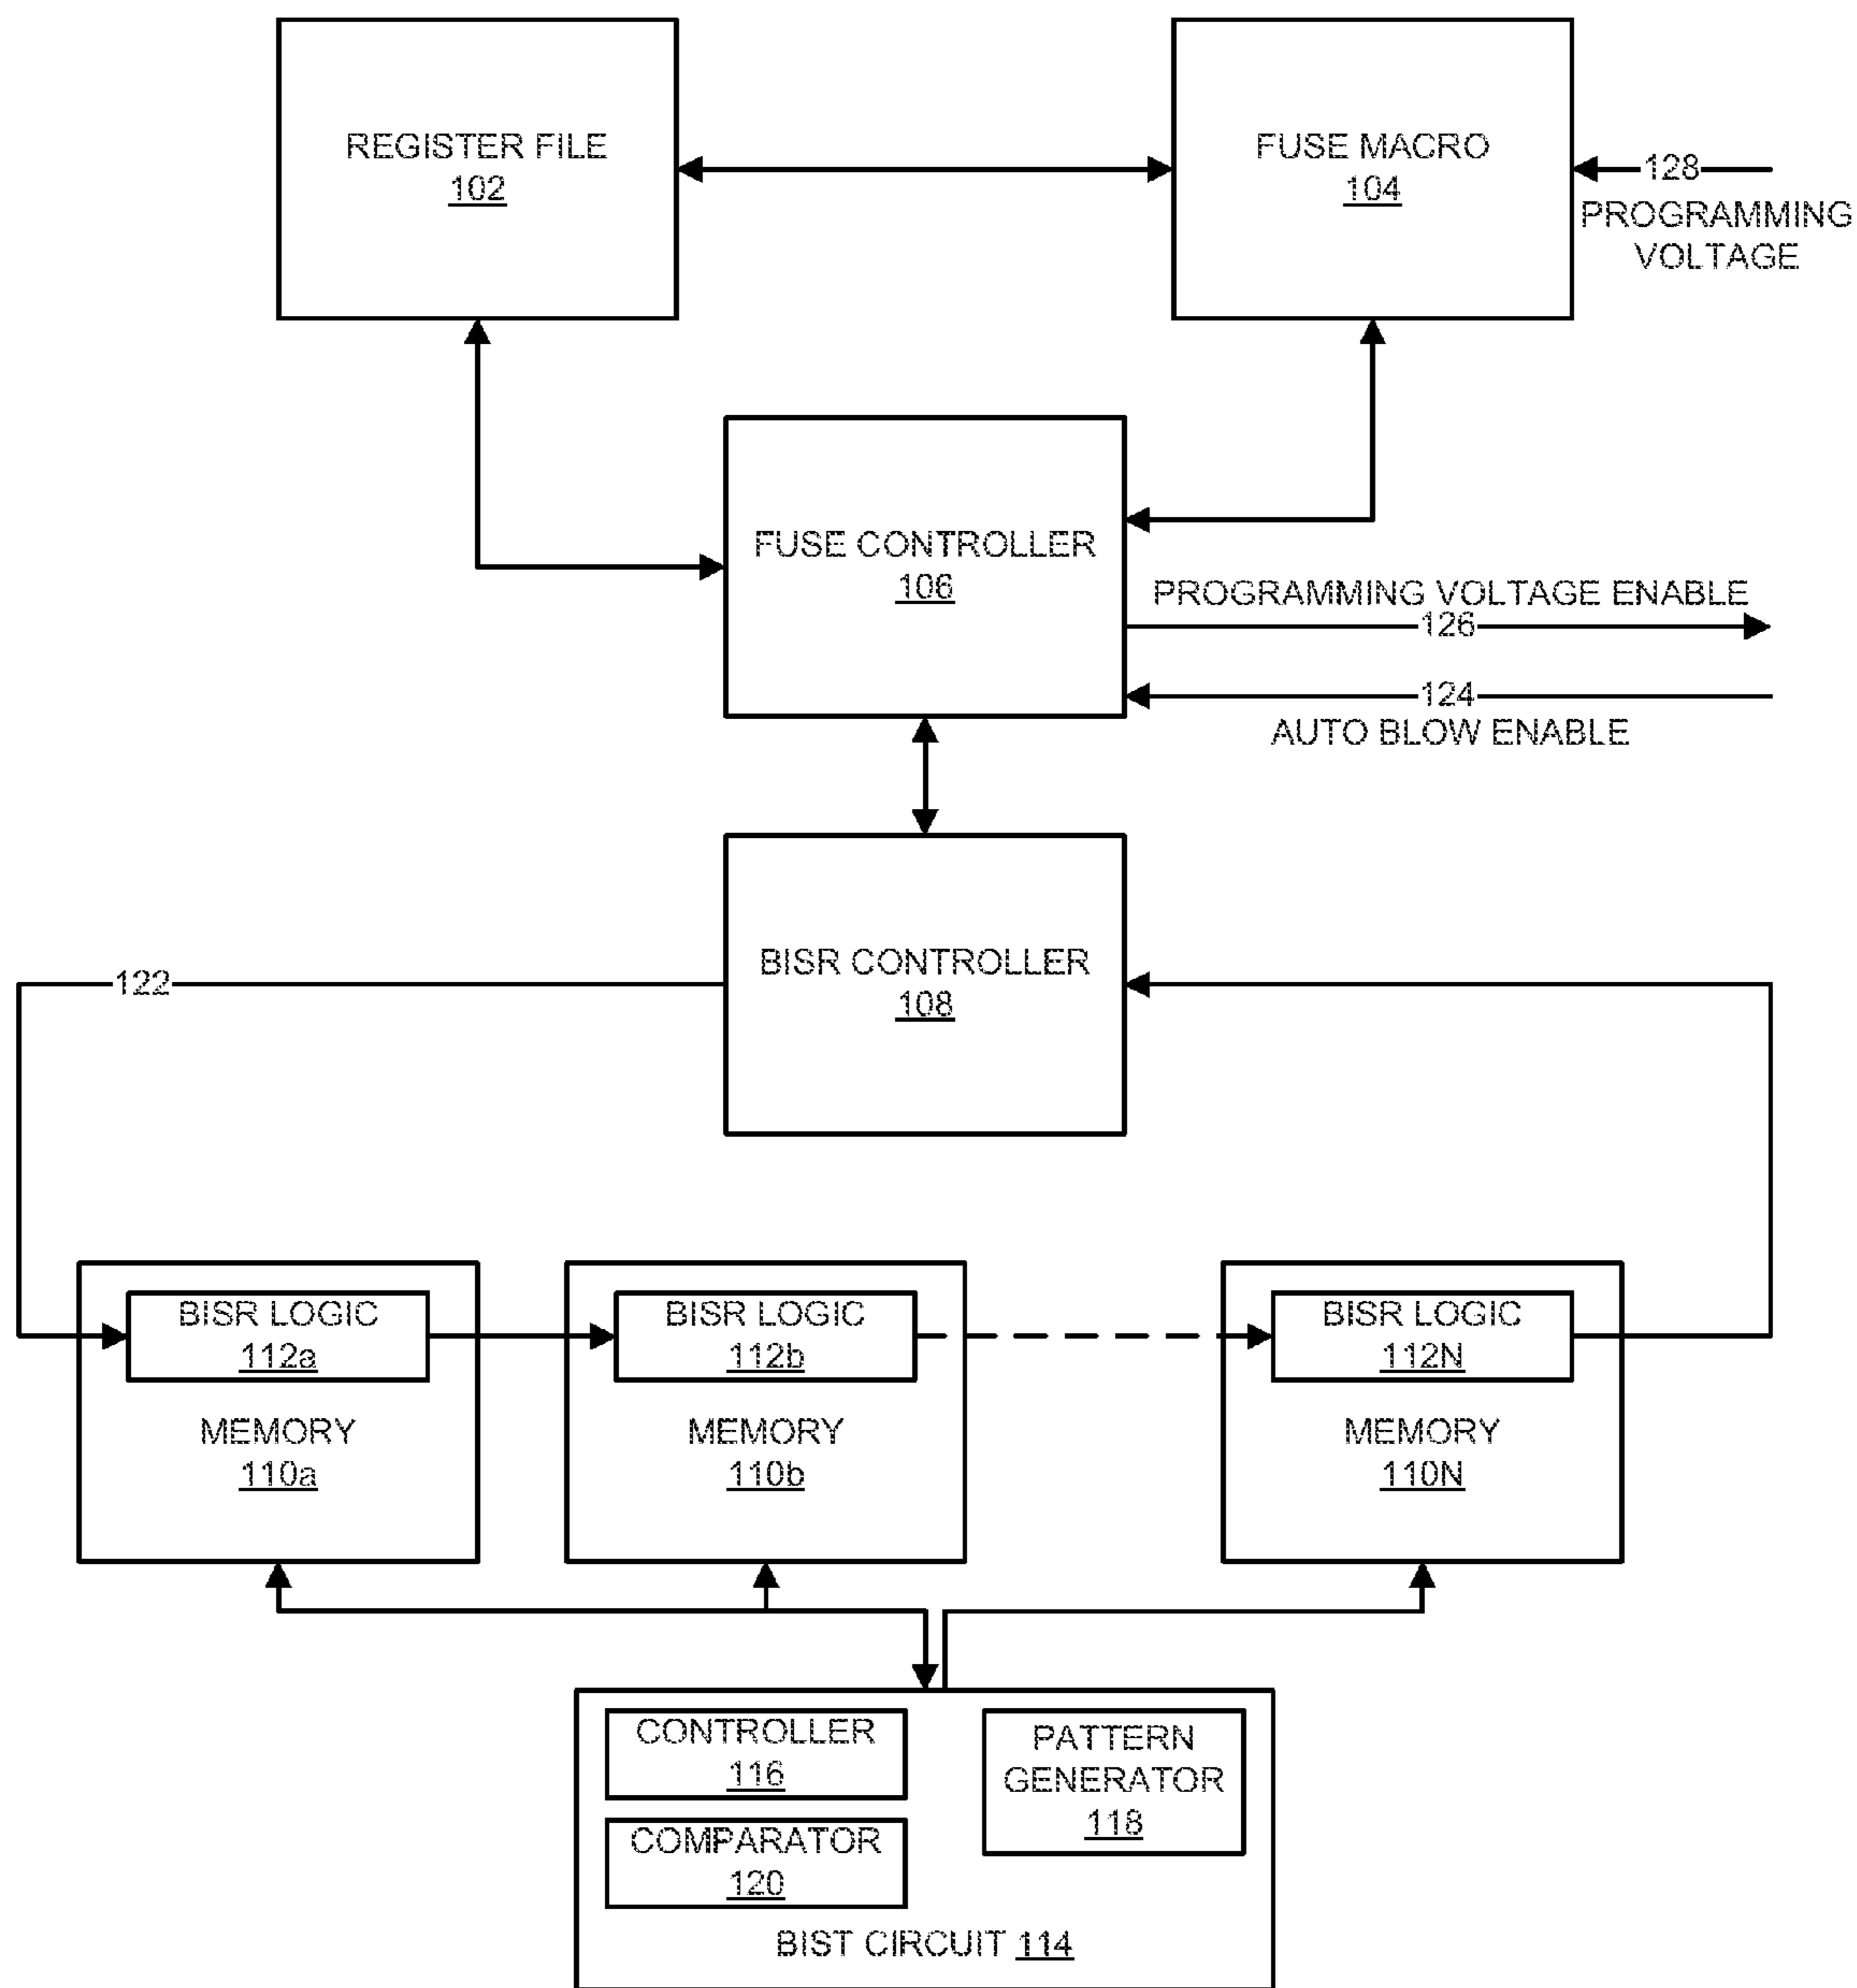 REGISTER FILE
102
FUSE MACRO
104
128
PROGRAMMING
VOLTAGE
FUSE CONTROLLER
106
PROGRAMMING VOLTAGE ENABLE
126
124
AUTO BLOW ENABLE
BISR CONTROLLER
108
122
BISR LOGIC
112a
MEMORY
110a
BISR LOGIC
112b
MEMORY
110b
BISR LOGIC
112N
MEMORY
110N
CONTROLLER
116
PATTERN
GENERATOR
118
COMPARATOR
120
BIST CIRCUIT 114